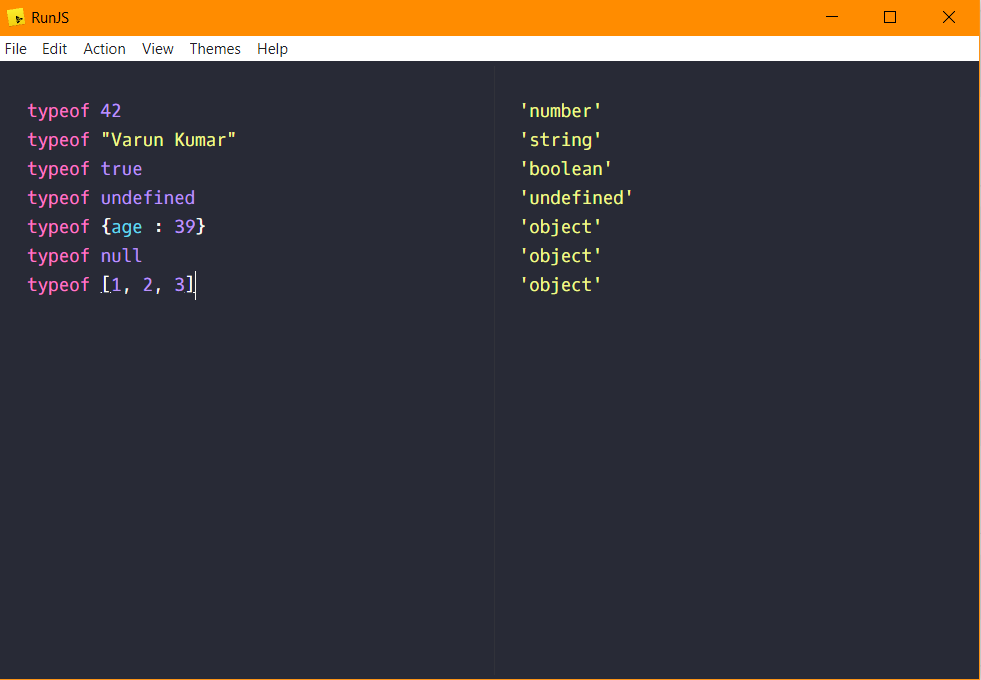 RunJS
File Edit Action View Themes Help
typeof 42 'number'
typeof "Varun Kumar" 'string'
typeof true 'boolean'
typeof undefined 'undefined'
typeof {age : 39} 'object'
typeof null 'object'
typeof [1, 2, 3] 'object'